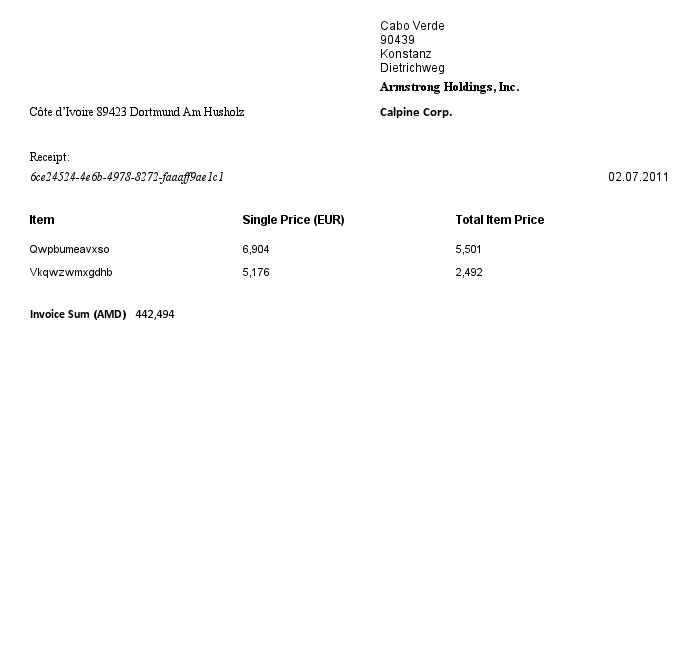 Cabo Verde
90439
Konstanz
Dietrichweg
Armstrong Holdings, Inc.
Côte d'Ivoire 89423 Dortmund Am Husholz Calpine Corp.
Receipt:
6ce24524-4e6b-4978-8272-faaaff9ae1c1 02.07.2011
Item Single Price (EUR) Total Item Price
Qwpbumeavxso 6,904 5,501
Vkqwzwmxgdhb 5,176 2,492
Invoice Sum (AMD) 442,494